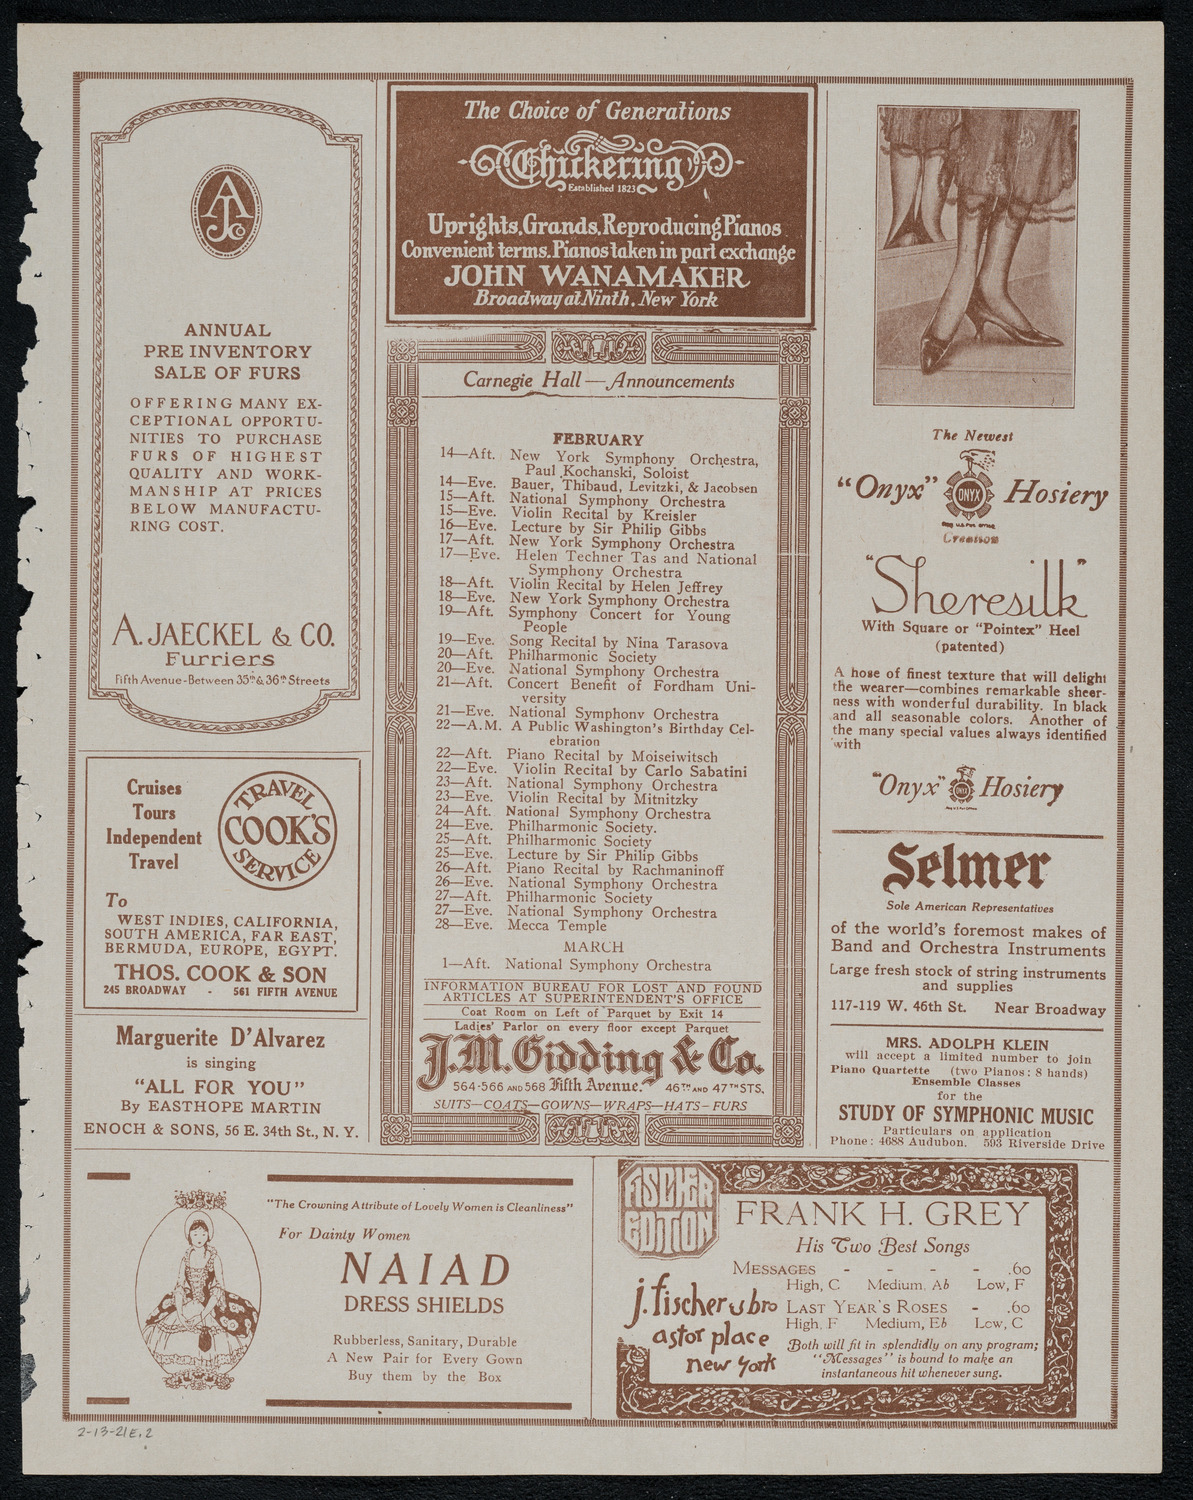 AJCo
ANNUAL
PRE INVENTORY
SALE OF FURS
OFFERING MANY EX-
CEPTIONAL OPPORTU-
NITIES TO PURCHASE
FURS OF HIGHEST
QUALITY AND WORK-
MANSHIP AT PRICES
BELOW MANUFACTU-
RING COST.
A. JAECKEL & CO.
Furriers
Fifth Avenue-Between 35th & 36th Streets
Cruises
Tours
Independent
Travel
TRAVEL
COOK'S
SERVICE
To
WEST INDIES, CALIFORNIA,
SOUTH AMERICA, FAR EAST,
BERMUDA, EUROPE, EGYPT.
THOS. COOK & SON
245 BROADWAY - 561 FIFTH AVENUE
Marguerite D'Alvarez
is singing
"ALL FOR YOU"
By EASTHOPE MARTIN
ENOCH & SONS, 56 E. 34th St., N. Y.
The Choice of Generations
Chickering
Established 1823
Uprights, Grands, Reproducing Pianos
Convenient terms. Pianos taken in part exchange
JOHN WANAMAKER
Broadway at Ninth, New York
Carnegie Hall—Announcements
FEBRUARY
14—Aft. New York Symphony Orchestra,
Paul Kochanski, Soloist
14—Eve. Bauer, Thibaud, Levitzki, & Jacobsen
15—Aft. National Symphony Orchestra
15—Eve. Violin Recital by Kreisler
16—Eve. Lecture by Sir Philip Gibbs
17—Aft. New York Symphony Orchestra
17—Eve. Helen Techner Tas and National
Symphony Orchestra
18—Aft. Violin Recital by Helen Jeffrey
18—Eve. New York Symphony Orchestra
19—Aft. Symphony Concert for Young
People
19—Eve. Song Recital by Nina Tarasova
20—Aft. Philharmonic Society
20—Eve. National Symphony Orchestra
21—Aft. Concert Benefit of Fordham Uni-
versity
21—Eve. National Symphony Orchestra
22—A.M. A Public Washington's Birthday Cel-
ebration
22—Aft. Piano Recital by Moiseiwitsch
22—Eve. Violin Recital by Carlo Sabatini
23—Aft. National Symphony Orchestra
23—Eve. Violin Recital by Mitnitzky
24—Aft. National Symphony Orchestra
24—Eve. Philharmonic Society.
25—Aft. Philharmonic Society
25—Eve. Lecture by Sir Philip Gibbs
26—Aft. Piano Recital by Rachmaninoff
26—Eve. National Symphony Orchestra
27—Aft. Philharmonic Society
27—Eve. National Symphony Orchestra
28—Eve. Mecca Temple
MARCH
1—Aft. National Symphony Orchestra
INFORMATION BUREAU FOR LOST AND FOUND
ARTICLES AT SUPERINTENDENT'S OFFICE
Coat Room on Left of Parquet by Exit 14
Ladies' Parlor on every floor except Parquet
J.M. Gidding & Co.
564-566 AND 568 Fifth Avenue. 46TH AND 47TH STS.
SUITS—COATS—GOWNS—WRAPS—HATS—FURS
The Newest
"Onyx" ONYX Hosiery
Creation
"Sheresilk"
With Square or "Pointex" Heel
(patented)
A hose of finest texture that will delight
the wearer—combines remarkable sheer-
ness with wonderful durability. In black
and all seasonable colors. Another of
the many special values always identified
with
"Onyx" Hosiery
Selmer
Sole American Representatives
of the world's foremost makes of
Band and Orchestra Instruments
Large fresh stock of string instruments
and supplies
117-119 W. 46th St. Near Broadway
MRS. ADOLPH KLEIN
will accept a limited number to join
Piano Quartette (two Pianos: 8 hands)
Ensemble Classes
for the
STUDY OF SYMPHONIC MUSIC
Particulars on application
Phone: 4688 Audubon. 593 Riverside Drive
"The Crowning Attribute of Lovely Women is Cleanliness"
For Dainty Women
NAIAD
DRESS SHIELDS
Rubberless, Sanitary, Durable
A New Pair for Every Gown
Buy them by the Box
FISCHER
EDITION
j. fischer & bro
astor place
new york
FRANK H. GREY
His Two Best Songs
MESSAGES - - - - .60
High, C Medium, Ab Low, F
LAST YEAR'S ROSES - .60
High, F Medium, Eb Low, C
Both will fit in splendidly on any program;
"Messages" is bound to make an
instantaneous hit whenever sung.
2-13-21E.2